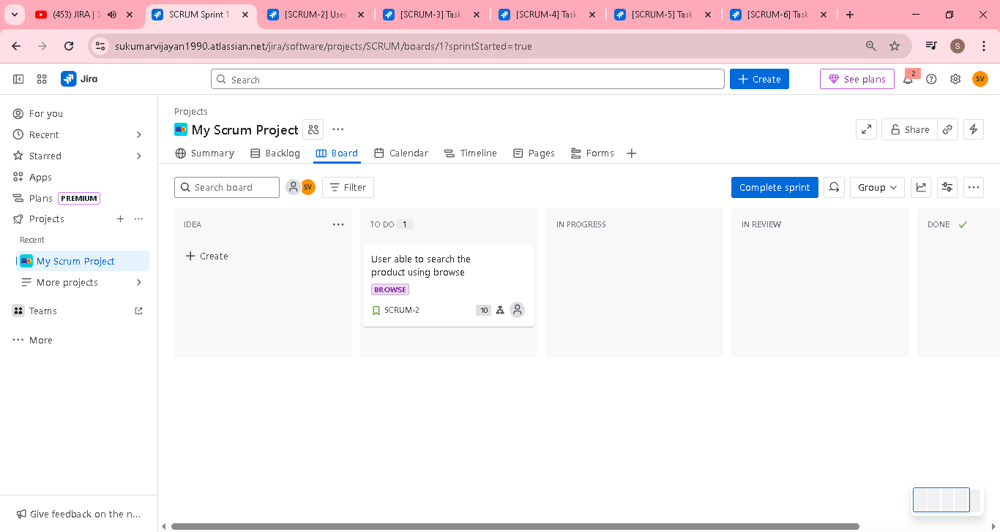 (453) JIRA | S
SCRUM Sprint 1
[SCRUM-2] User
[SCRUM-3] Task
[SCRUM-4] Task
[SCRUM-5] Task
[SCRUM-6] Task
sukumarvijayan1990.atlassian.net/jira/software/projects/SCRUM/boards/1?sprintStarted=true
S
Jira
Search
Create
See plans
2
SV
For you
Recent
Starred
Apps
Plans PREMIUM
Projects
Recent
My Scrum Project
More projects
Teams
More
Give feedback on the n...
Projects
My Scrum Project
Share
Summary
Backlog
Board
Calendar
Timeline
Pages
Forms
Search board
SV
Filter
Complete sprint
Group
IDEA
Create
TO DO 1
User able to search the
product using browse
BROWSE
SCRUM-2
10
IN PROGRESS
IN REVIEW
DONE